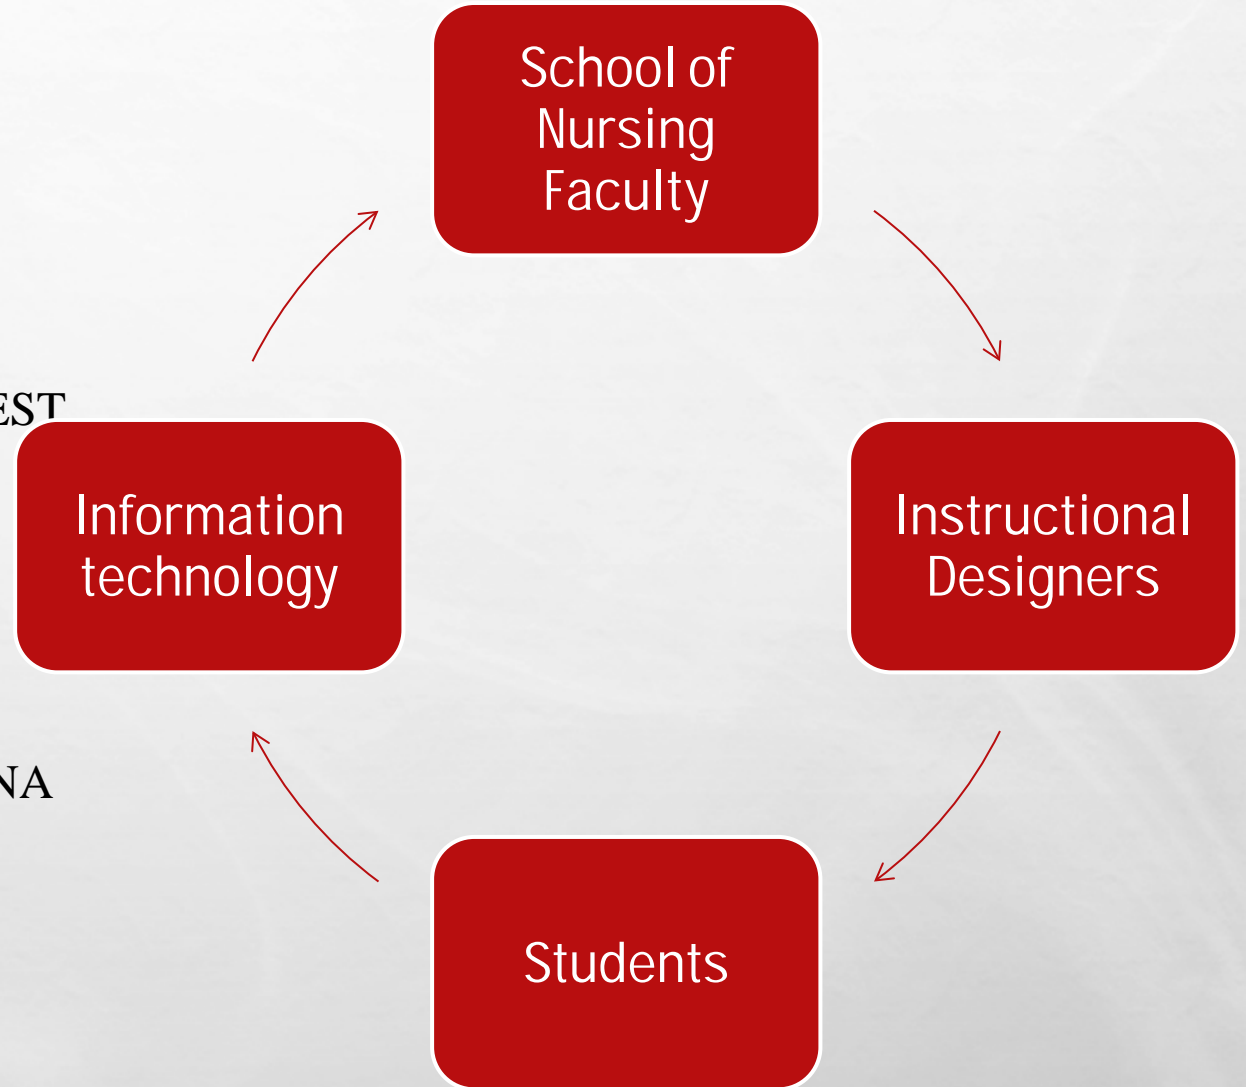 School of
Nursing
Faculty
EST
Information
technology
Instructional
Designers
NA
Students